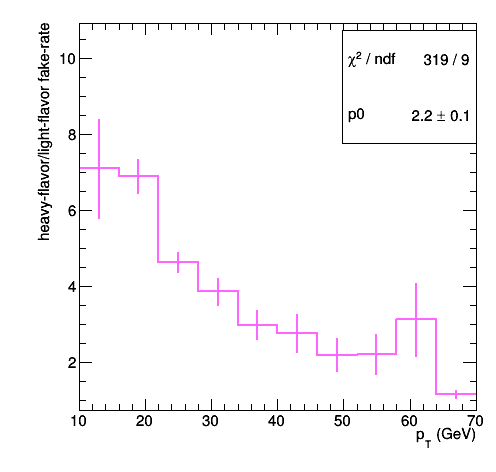 heavy-flavor/light-flavor fake-rate
χ² / ndf 319 / 9
p0 2.2 ± 0.1
10
8
6
4
2
10 20 30 40 50 60 70
p_T (GeV)